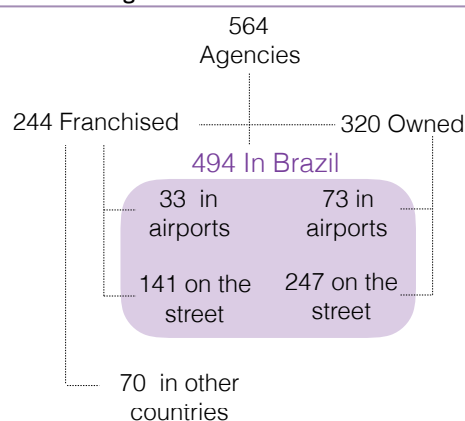 564
Agencies
244 Franchised
320 Owned
494 In Brazil
33 in
airports
73 in
airports
141 on the
street
247 on the
street
70 in other
countries